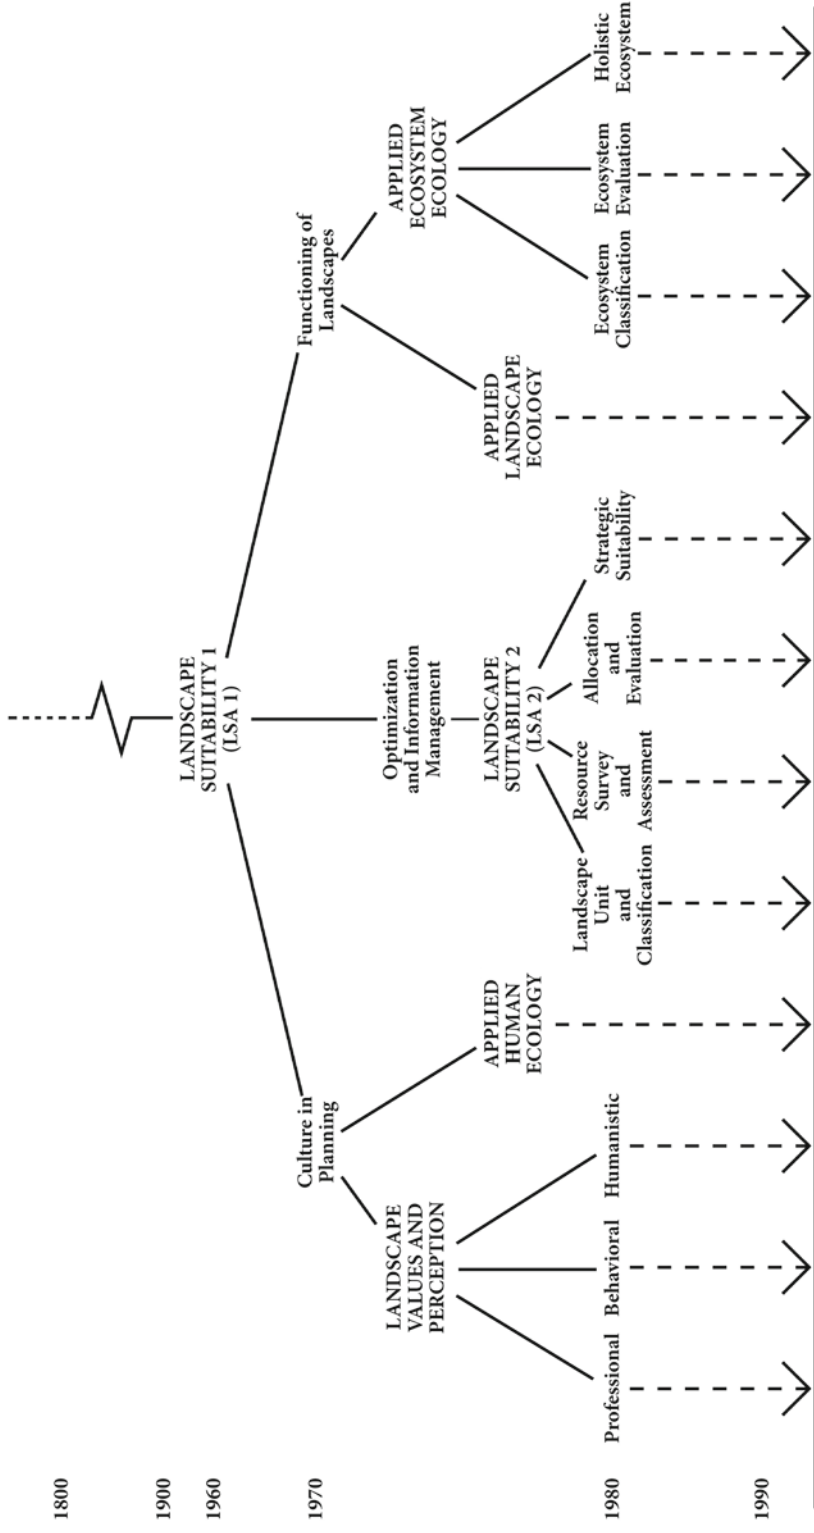 1800
1900
1960
1970
1980
1990
LANDSCAPE
SUITABILITY 1
(LSA 1)
Culture in
Planning
Functioning of
Landscapes
LANDSCAPE
VALUES AND
PERCEPTION
Optimization
and Information
Management
APPLIED
ECOSYSTEM
ECOLOGY
APPLIED
HUMAN
ECOLOGY
LANDSCAPE
SUITABILITY 2
(LSA 2)
APPLIED
LANDSCAPE
ECOLOGY
Professional
Behavioral
Humanistic
Landscape
Unit
and
Classification
Resource
Survey
and
Assessment
Allocation
and
Evaluation
Strategic
Suitability
Ecosystem
Classification
Ecosystem
Evaluation
Holistic
Ecosystem